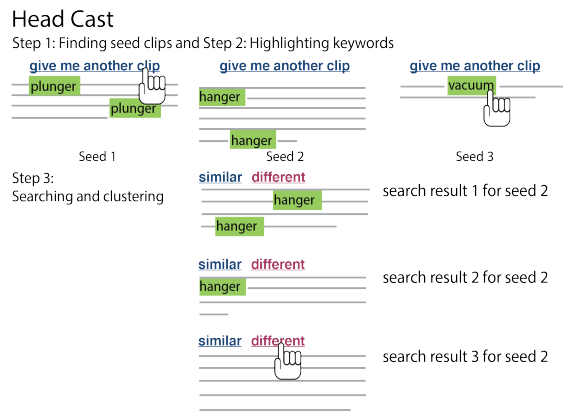 Head Cast
Step 1: Finding seed clips and Step 2: Highlighting keywords
give me another clip
give me another clip
give me another clip
plunger
plunger
hanger
hanger
vacuum
Seed 1
Seed 2
Seed 3
Step 3:
Searching and clustering
similar different
hanger
hanger
search result 1 for seed 2
similar different
hanger
search result 2 for seed 2
similar different
search result 3 for seed 2